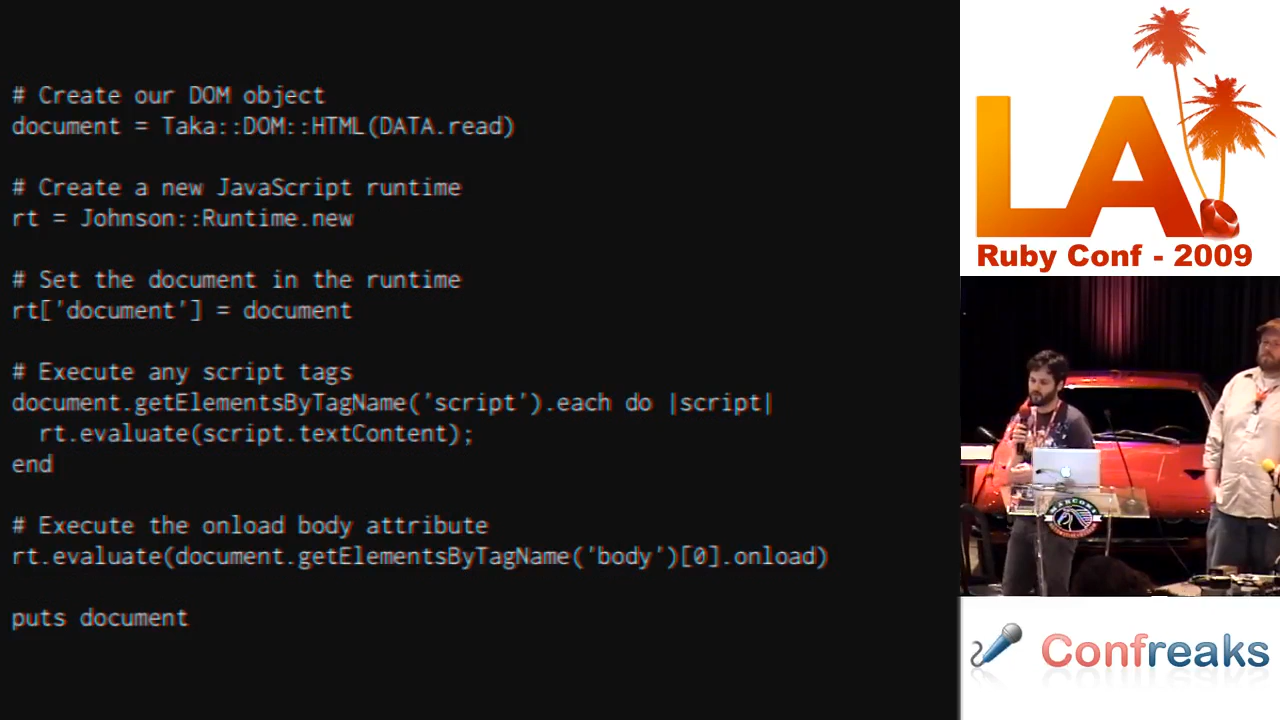 # Create our DOM object
document = Taka::DOM::HTML(DATA.read)
# Create a new JavaScript runtime
rt = Johnson::Runtime.new
# Set the document in the runtime
rt['document'] = document
# Execute any script tags
document.getElementsByTagName('script').each do |script|
  rt.evaluate(script.textContent);
end
# Execute the onload body attribute
rt.evaluate(document.getElementsByTagName('body')[0].onload)
puts document
LA
Ruby Conf - 2009
Confreaks